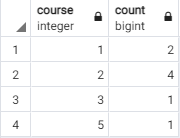 course count
integer bigint
1 1 2
2 2 4
3 3 1
4 5 1